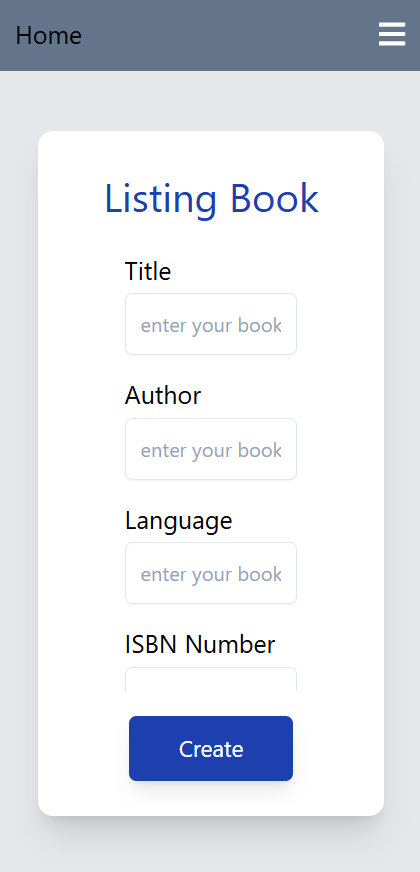 Home
Listing Book
Title
enter your book
Author
enter your book
Language
enter your book
ISBN Number
Create